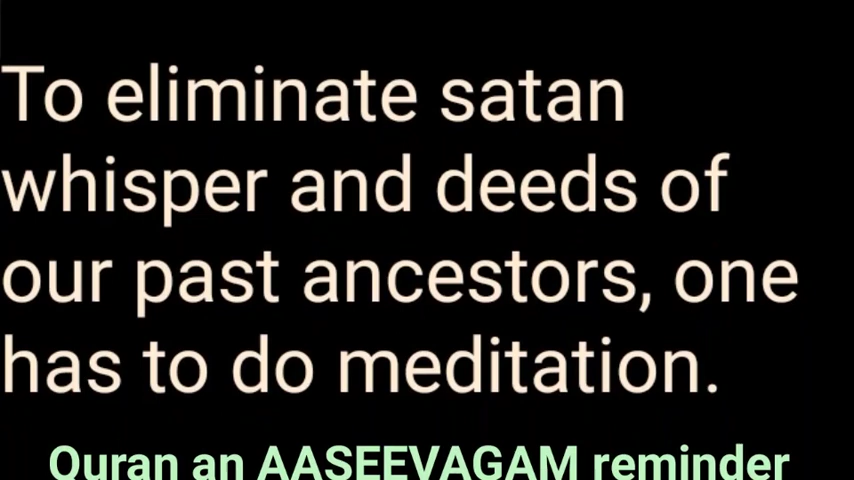 To eliminate satan
whisper and deeds of
our past ancestors, one
has to do meditation.
Quran an AASEEVAGAM reminder